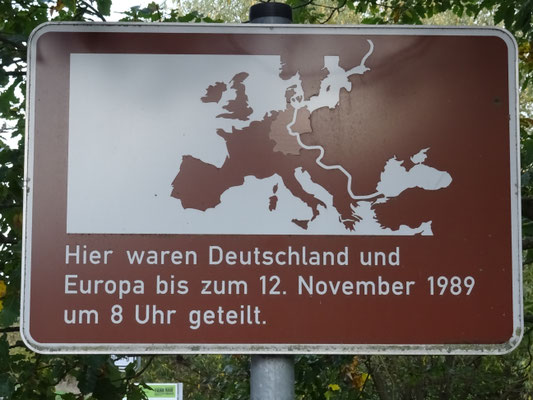 Hier waren Deutschland und
Europa bis zum 12. November 1989
um 8 Uhr geteilt.